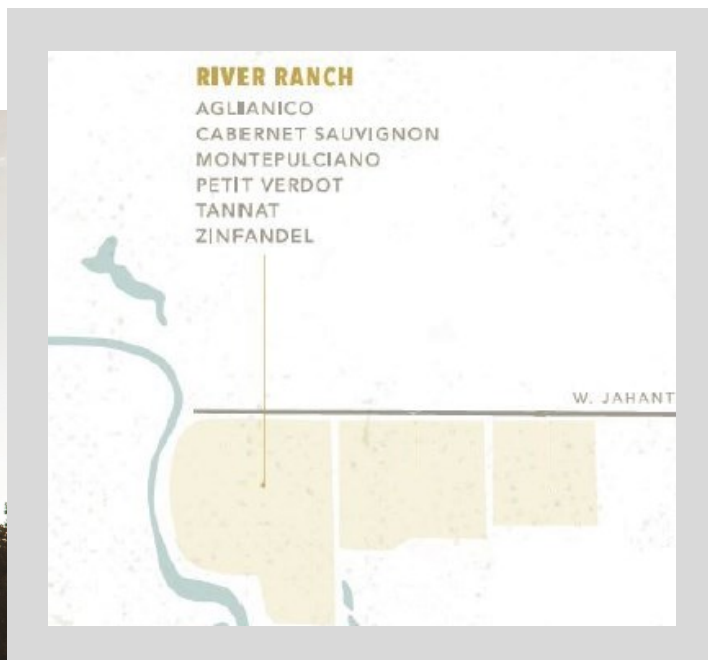 RIVER RANCH
AGLIANICO
CABERNET SAUVIGNON
MONTEPULCIANO
PETIT VERDOT
TANNAT
ZINFANDEL
W. JAHANT